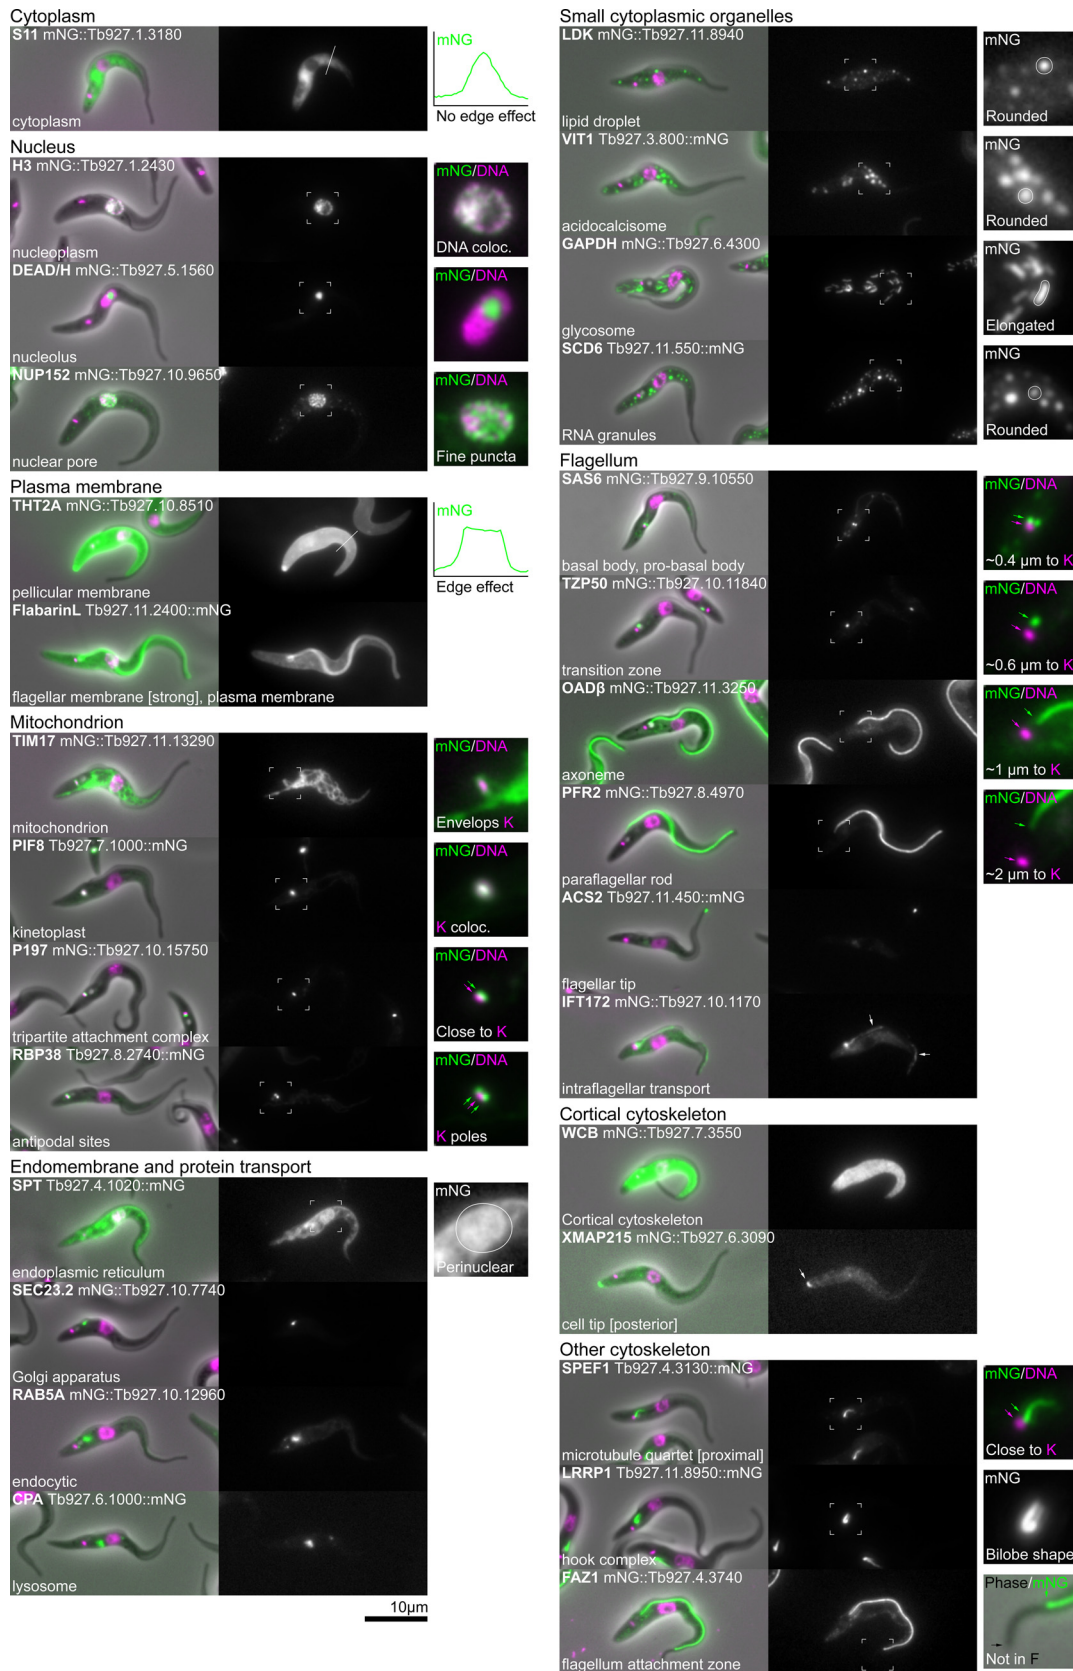 Cytoplasm
S11 mNG::Tb927.1.3180
cytoplasm
mNG
No edge effect
Nucleus
H3 mNG::Tb927.1.2430
nucleoplasm
mNG/DNA
DNA coloc.
DEAD/H mNG::Tb927.5.1560
nucleolus
mNG/DNA
NUP152 mNG::Tb927.10.9650
nuclear pore
mNG/DNA
Fine puncta
Plasma membrane
THT2A mNG::Tb927.10.8510
pellicular membrane
mNG
Edge effect
FlabarinL Tb927.11.2400::mNG
flagellar membrane [strong], plasma membrane
Mitochondrion
TIM17 mNG::Tb927.11.13290
mitochondrion
mNG/DNA
Envelops K
PIF8 Tb927.7.1000::mNG
kinetoplast
mNG/DNA
K coloc.
P197 mNG::Tb927.10.15750
tripartite attachment complex
mNG/DNA
Close to K
RBP38 Tb927.8.2740::mNG
antipodal sites
mNG/DNA
K poles
Endomembrane and protein transport
SPT Tb927.4.1020::mNG
endoplasmic reticulum
mNG
Perinuclear
SEC23.2 mNG::Tb927.10.7740
Golgi apparatus
RAB5A mNG::Tb927.10.12960
endocytic
CPA Tb927.6.1000::mNG
lysosome
10µm
Small cytoplasmic organelles
LDK mNG::Tb927.11.8940
lipid droplet
mNG
Rounded
VIT1 Tb927.3.800::mNG
acidocalcisome
mNG
Rounded
GAPDH mNG::Tb927.6.4300
glycosome
mNG
Elongated
SCD6 Tb927.11.550::mNG
RNA granules
mNG
Rounded
Flagellum
SAS6 mNG::Tb927.9.10550
basal body, pro-basal body
mNG/DNA
~0.4 µm to K
TZP50 mNG::Tb927.10.11840
transition zone
mNG/DNA
~0.6 µm to K
OADβ mNG::Tb927.11.3250
axoneme
mNG/DNA
~1 µm to K
PFR2 mNG::Tb927.8.4970
paraflagellar rod
mNG/DNA
~2 µm to K
ACS2 Tb927.11.450::mNG
flagellar tip
IFT172 mNG::Tb927.10.1170
intraflagellar transport
Cortical cytoskeleton
WCB mNG::Tb927.7.3550
Cortical cytoskeleton
XMAP215 mNG::Tb927.6.3090
cell tip [posterior]
Other cytoskeleton
SPEF1 Tb927.4.3130::mNG
microtubule quartet [proximal]
mNG/DNA
Close to K
LRRP1 Tb927.11.8950::mNG
hook complex
mNG
Bilobe shape
FAZ1 mNG::Tb927.4.3740
flagellum attachment zone
Phase/mNG
Not in F